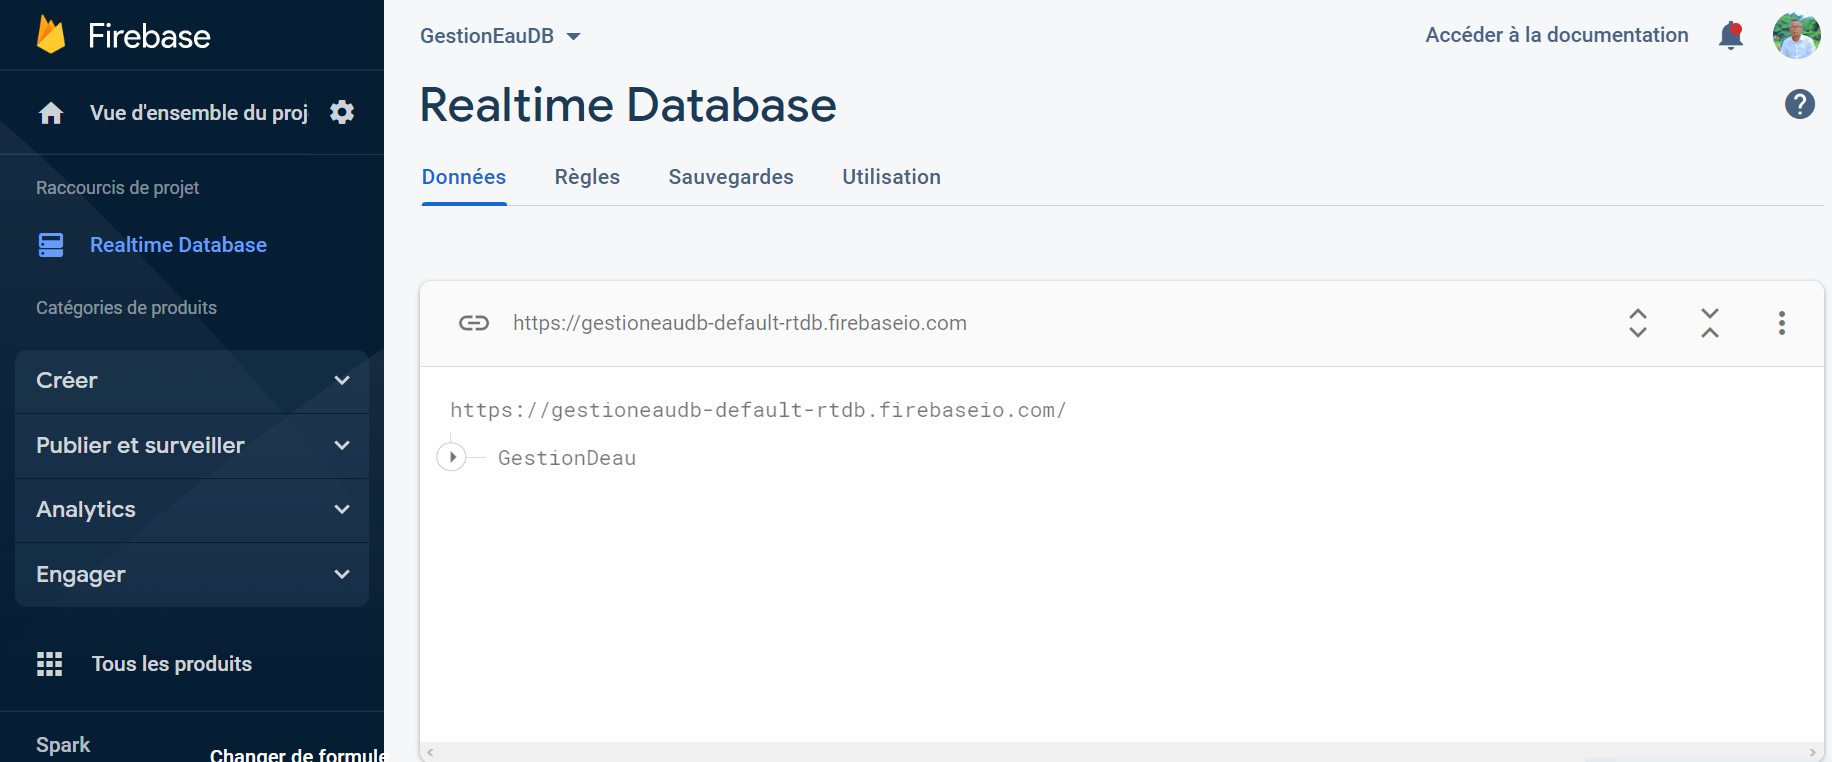 Firebase
Vue d'ensemble du proj
Raccourcis de projet
Realtime Database
Catégories de produits
Créer
Publier et surveiller
Analytics
Engager
Tous les produits
Spark
Changer de formule
GestionEauDB
Accéder à la documentation
Realtime Database
Données Règles Sauvegardes Utilisation
https://gestioneaudb-default-rtdb.firebaseio.com
https://gestioneaudb-default-rtdb.firebaseio.com/
GestionDeau